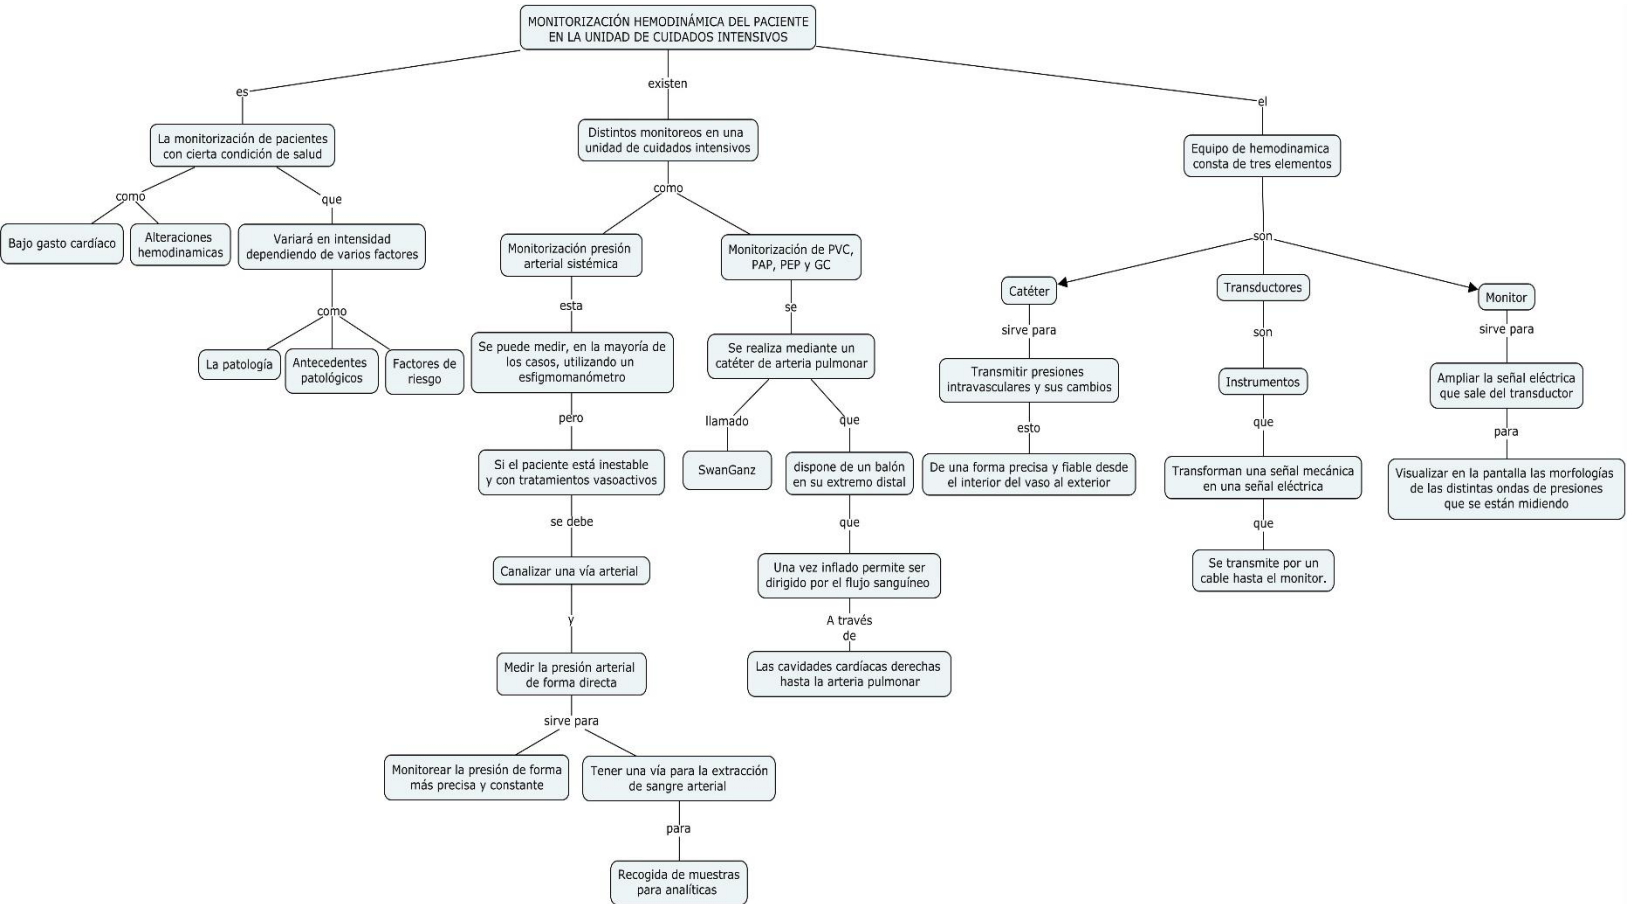 MONITORIZACIÓN HEMODINÁMICA DEL PACIENTE
EN LA UNIDAD DE CUIDADOS INTENSIVOS
es
La monitorización de pacientes
con cierta condición de salud
como
Bajo gasto cardíaco
Alteraciones
hemodinamicas
que
Variará en intensidad
dependiendo de varios factores
como
La patología
Antecedentes
patológicos
Factores de
riesgo
existen
Distintos monitoreos en una
unidad de cuidados intensivos
como
Monitorización presión
arterial sistémica
esta
Se puede medir, en la mayoría de
los casos, utilizando un
esfigmomanómetro
pero
Si el paciente está inestable
y con tratamientos vasoactivos
se debe
Canalizar una vía arterial
y
Medir la presión arterial
de forma directa
sirve para
Monitorear la presión de forma
más precisa y constante
Tener una vía para la extracción
de sangre arterial
para
Recogida de muestras
para analíticas
Monitorización de PVC,
PAP, PEP y GC
se
Se realiza mediante un
catéter de arteria pulmonar
llamado
SwanGanz
que
dispone de un balón
en su extremo distal
que
Una vez inflado permite ser
dirigido por el flujo sanguíneo
A través
de
Las cavidades cardíacas derechas
hasta la arteria pulmonar
el
Equipo de hemodinamica
consta de tres elementos
son
Catéter
sirve para
Transmitir presiones
intravasculares y sus cambios
esto
De una forma precisa y fiable desde
el interior del vaso al exterior
Transductores
son
Instrumentos
que
Transforman una señal mecánica
en una señal eléctrica
que
Se transmite por un
cable hasta el monitor.
Monitor
sirve para
Ampliar la señal eléctrica
que sale del transductor
para
Visualizar en la pantalla las morfologías
de las distintas ondas de presiones
que se están midiendo